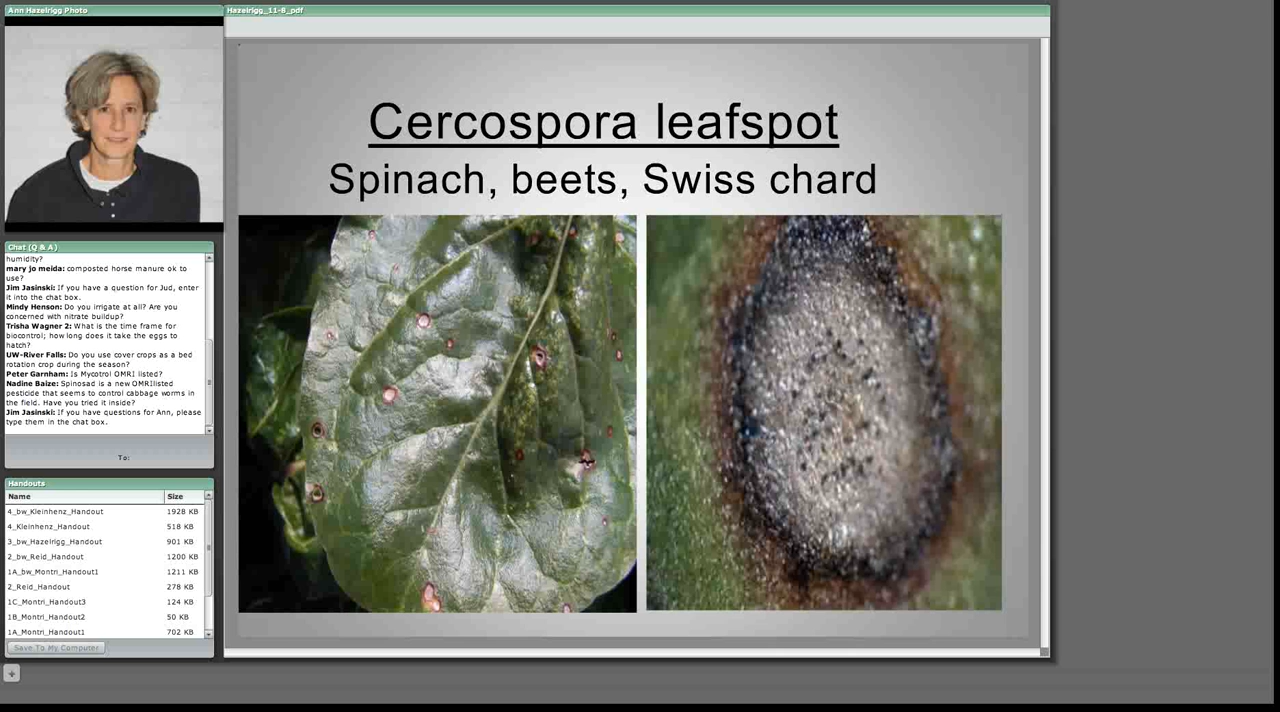 Ann Hazelrigg Photo
Hazelrigg_11-8_pdf
Cercospora leafspot
Spinach, beets, Swiss chard
Chat (Q & A)
humidity?
mary jo meida: composted horse manure ok to
use?
Jim Jasinski: If you have a question for Jud, enter
it into the chat box.
Mindy Henson: Do you irrigate at all? Are you
concerned with nitrate buildup?
Trisha Wagner 2: What is the time frame for
biocontrol; how long does it take the eggs to
hatch?
UW-River Falls: Do you use cover crops as a bed
rotation crop during the season?
Peter Garnham: Is Mycotrol OMRI listed?
Nadine Baize: Spinosad is a new OMRIlisted
pesticide that seems to control cabbage worms in
the field. Have you tried it inside?
Jim Jasinski: If you have questions for Ann, please
type them in the chat box.
To:
Handouts
Name Size
4_bw_Kleinhenz_Handout 1928 KB
4_Kleinhenz_Handout 518 KB
3_bw_Hazelrigg_Handout 901 KB
2_bw_Reid_Handout 1200 KB
1A_bw_Montri_Handout1 1211 KB
2_Reid_Handout 278 KB
1C_Montri_Handout3 124 KB
1B_Montri_Handout2 50 KB
1A_Montri_Handout1 702 KB
Save To My Computer